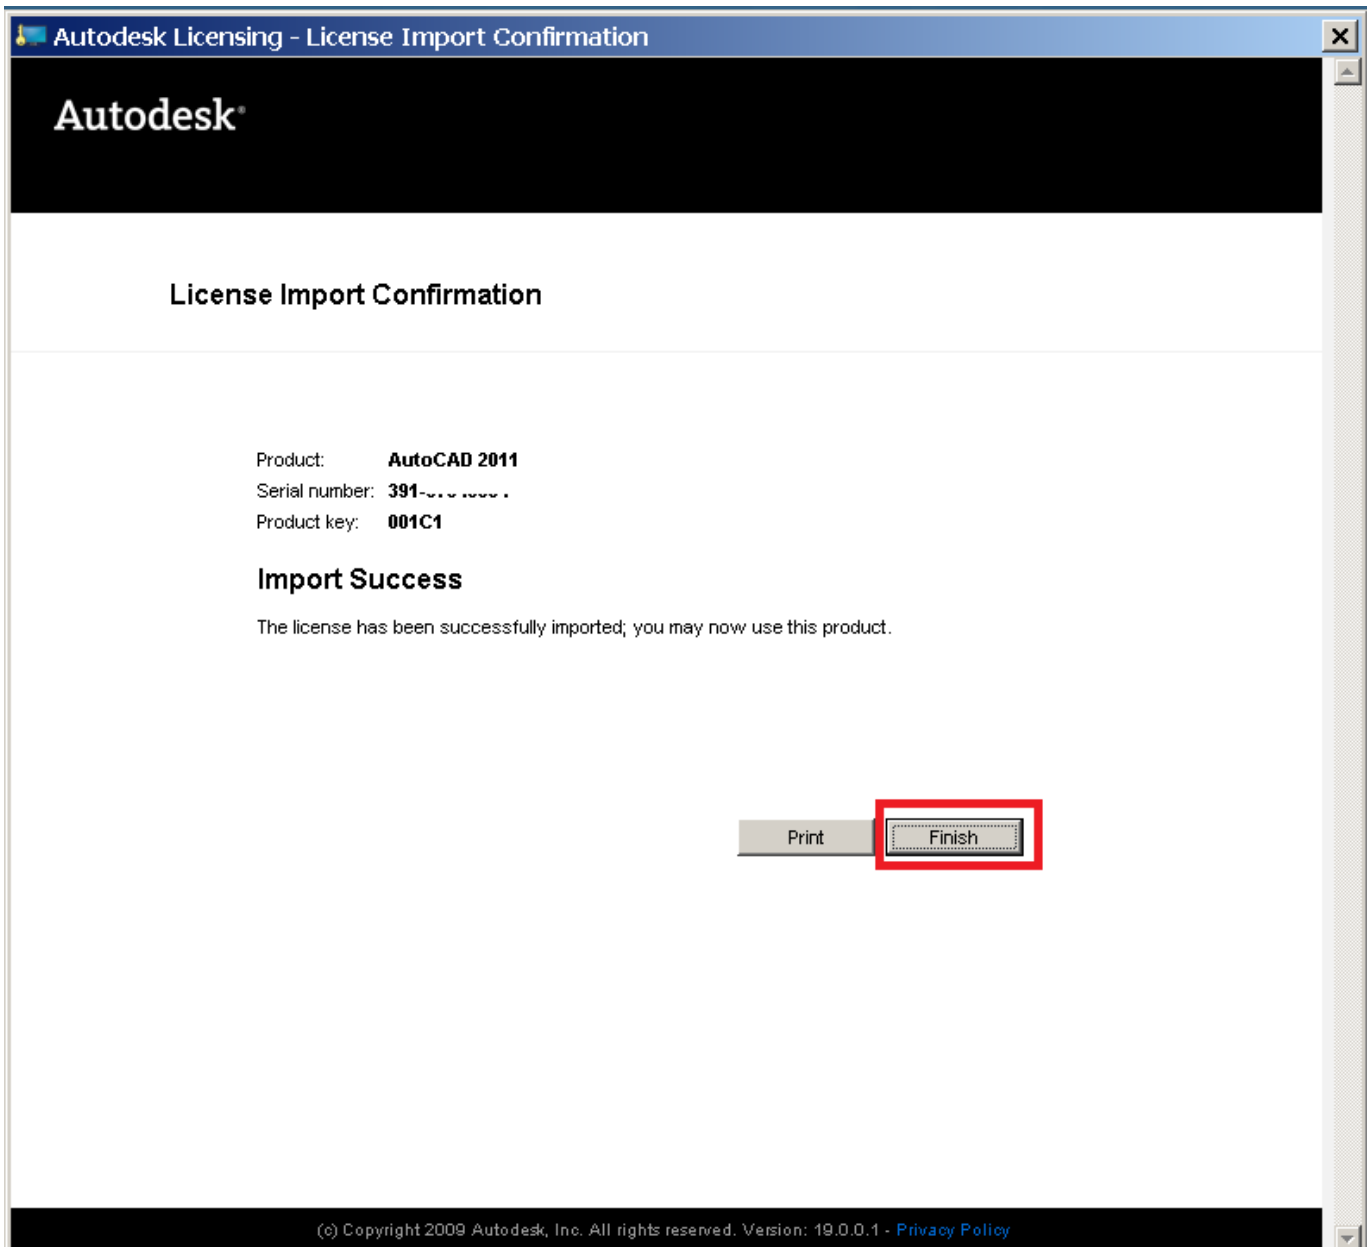 Autodesk Licensing - License Import Confirmation
Autodesk®
License Import Confirmation
Product: AutoCAD 2011
Serial number: 391-
Product key: 001C1
Import Success
The license has been successfully imported; you may now use this product.
Print Finish
(c) Copyright 2009 Autodesk, Inc. All rights reserved. Version: 19.0.0.1 - Privacy Policy